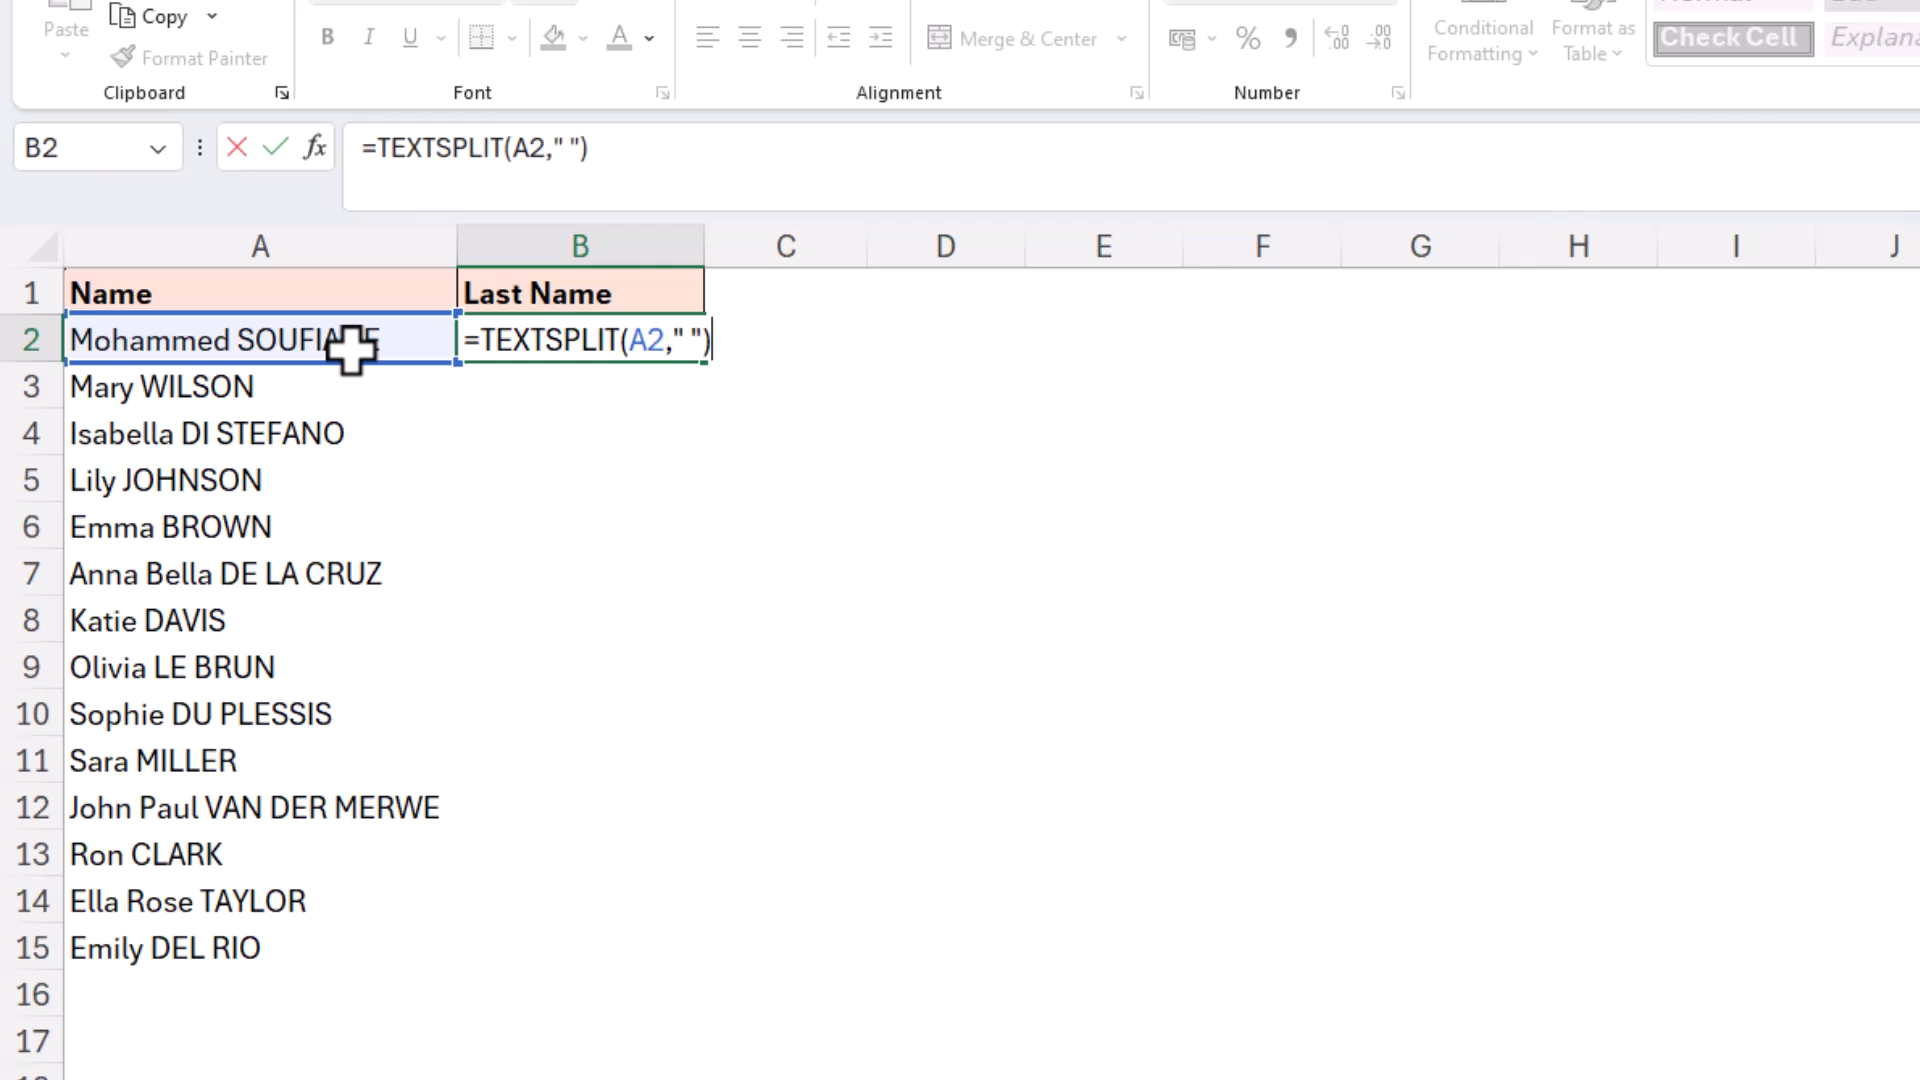 Paste
Copy
Format Painter
Clipboard
B I U A
Font
Merge & Center
Alignment
%
Number
Conditional
Formatting
Format as
Table
Check Cell
B2
fx
=TEXTSPLIT(A2," ")
A B C D E F G H I J
1 Name Last Name
2 Mohammed =TEXTSPLIT(A2," ")
3 Mary WILSON
4 Isabella DI STEFANO
5 Lily JOHNSON
6 Emma BROWN
7 Anna Bella DE LA CRUZ
8 Katie DAVIS
9 Olivia LE BRUN
10 Sophie DU PLESSIS
11 Sara MILLER
12 John Paul VAN DER MERWE
13 Ron CLARK
14 Ella Rose TAYLOR
15 Emily DEL RIO
16
17